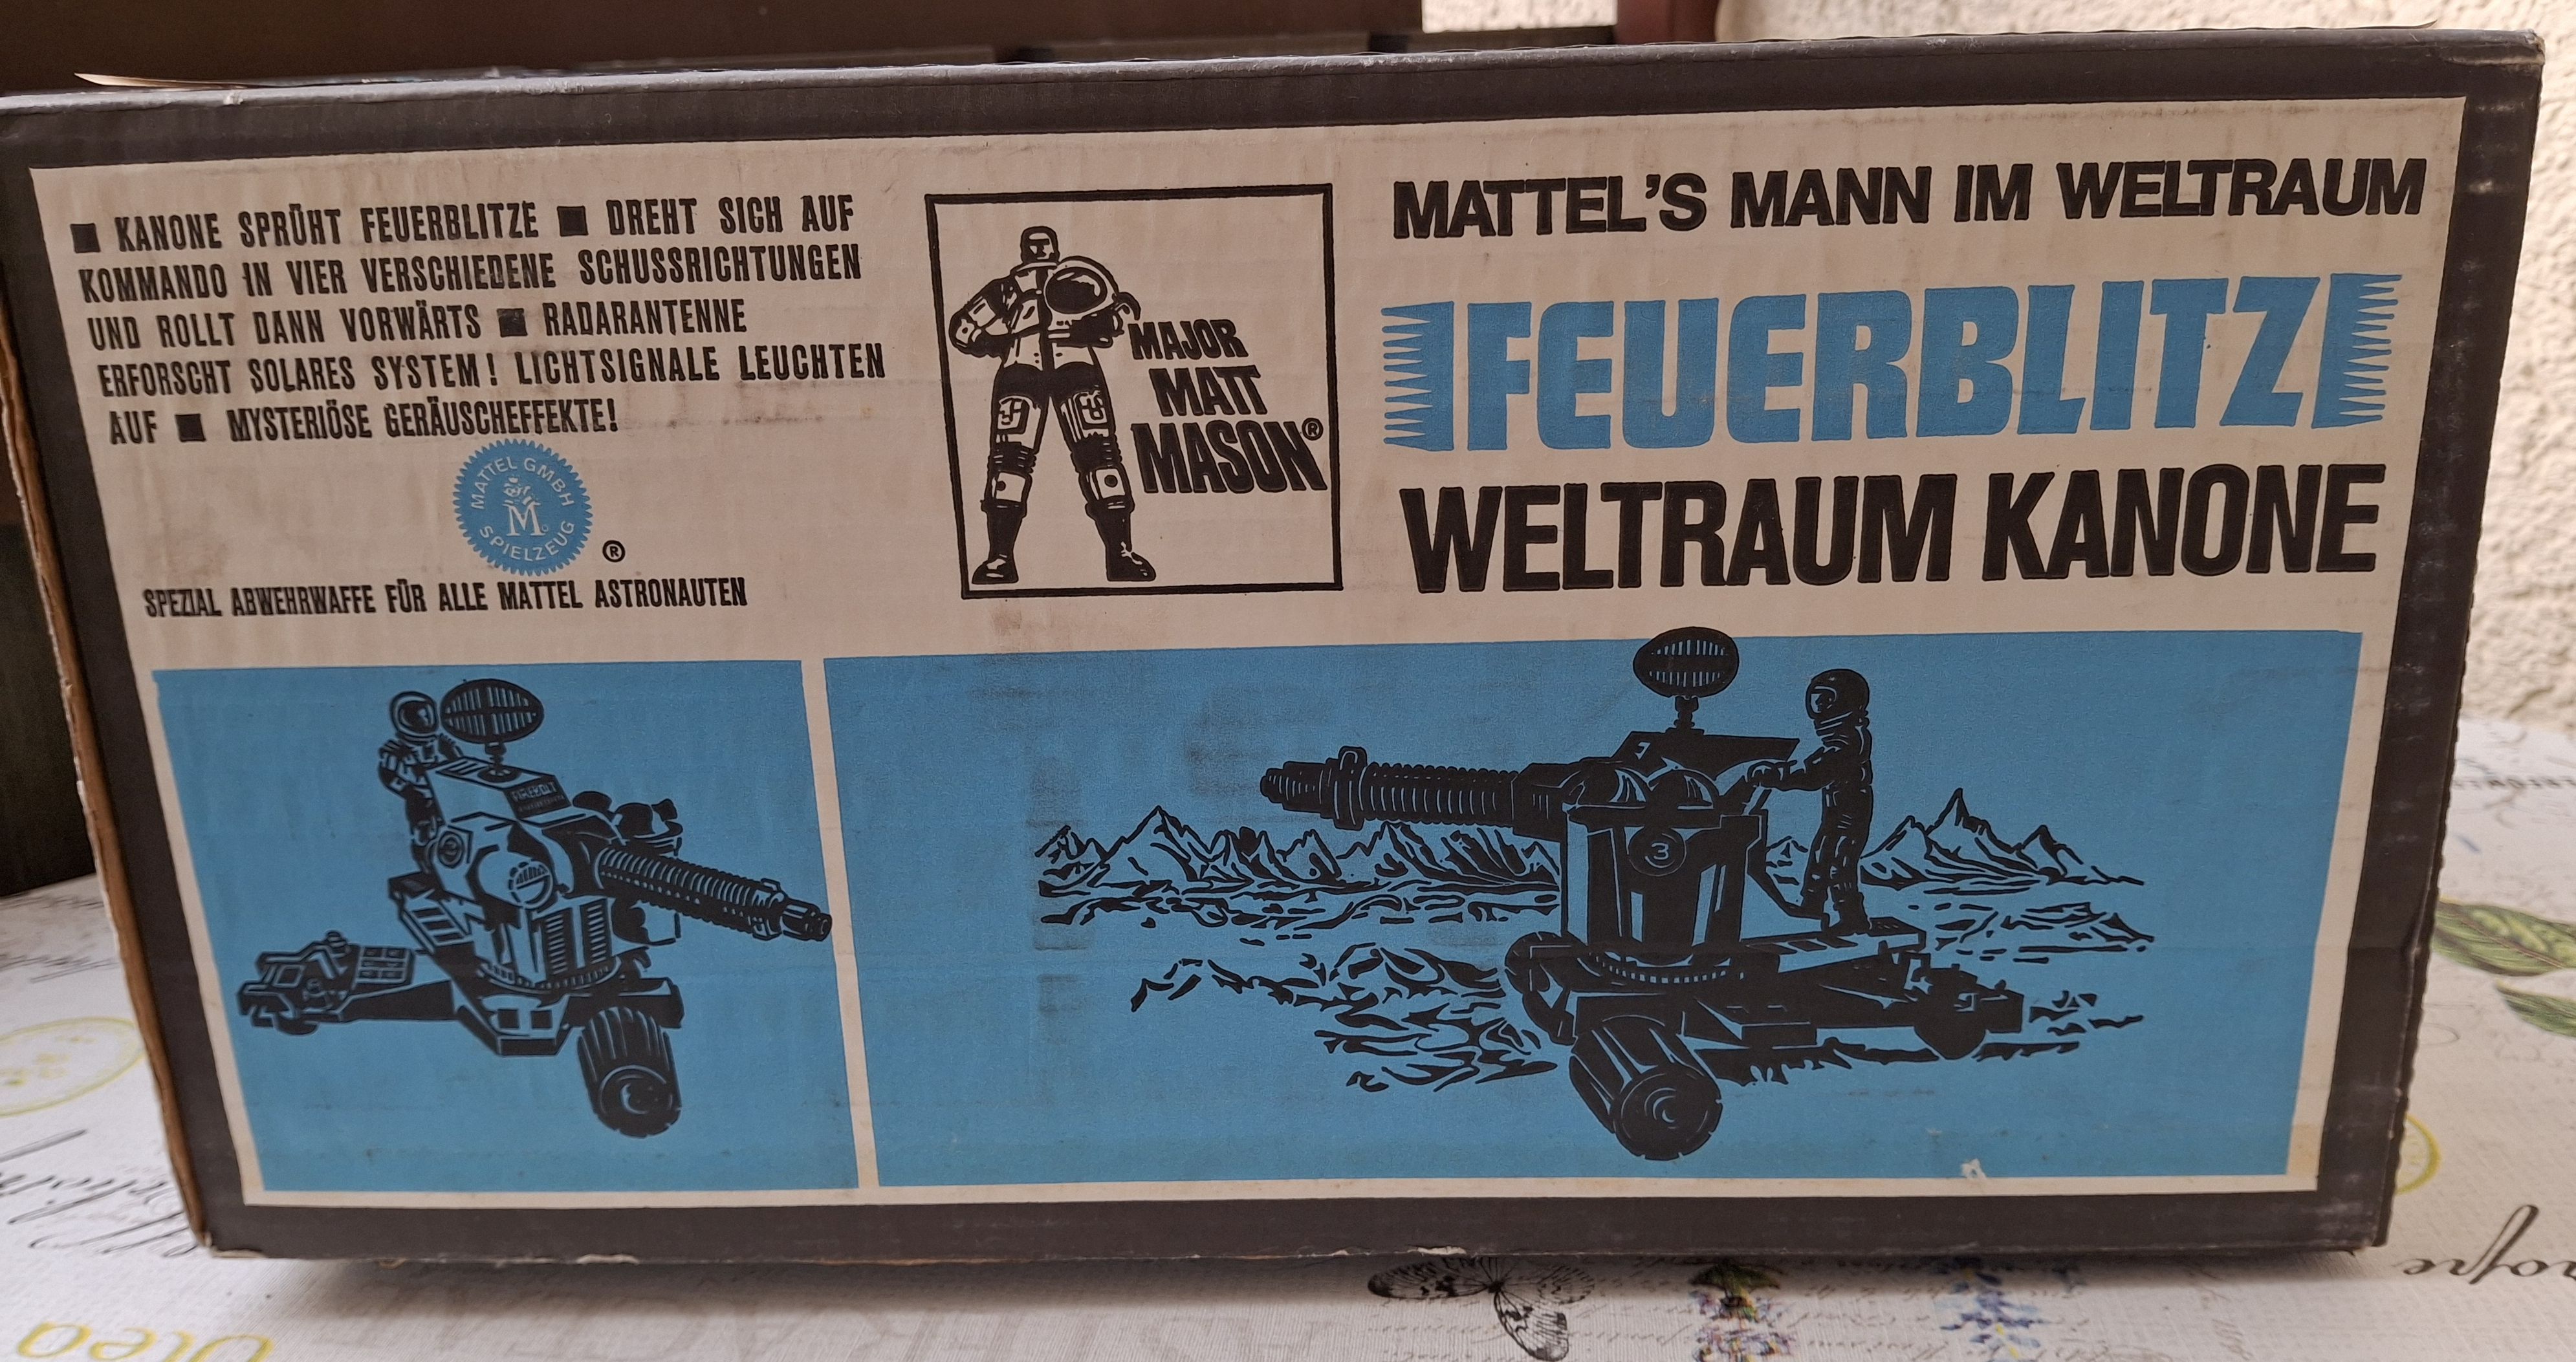 ■ KANONE SPRÜHT FEUERBLITZE ■ DREHT SICH AUF
KOMMANDO IN VIER VERSCHIEDENE SCHUSSRICHTUNGEN
UND ROLLT DANN VORWÄRTS ■ RADARANTENNE
ERFORSCHT SOLARES SYSTEM! LICHTSIGNALE LEUCHTEN
AUF ■ MYSTERIÖSE GERÄUSCHEFFEKTE!
MATTEL GMBH
M
SPIELZEUG
®
SPEZIAL ABWEHRWAFFE FÜR ALLE MATTEL ASTRONAUTEN
MAJOR
MATT
MASON®
MATTEL'S MANN IM WELTRAUM
FEUERBLITZ
WELTRAUM KANONE
FIREBOLT
3